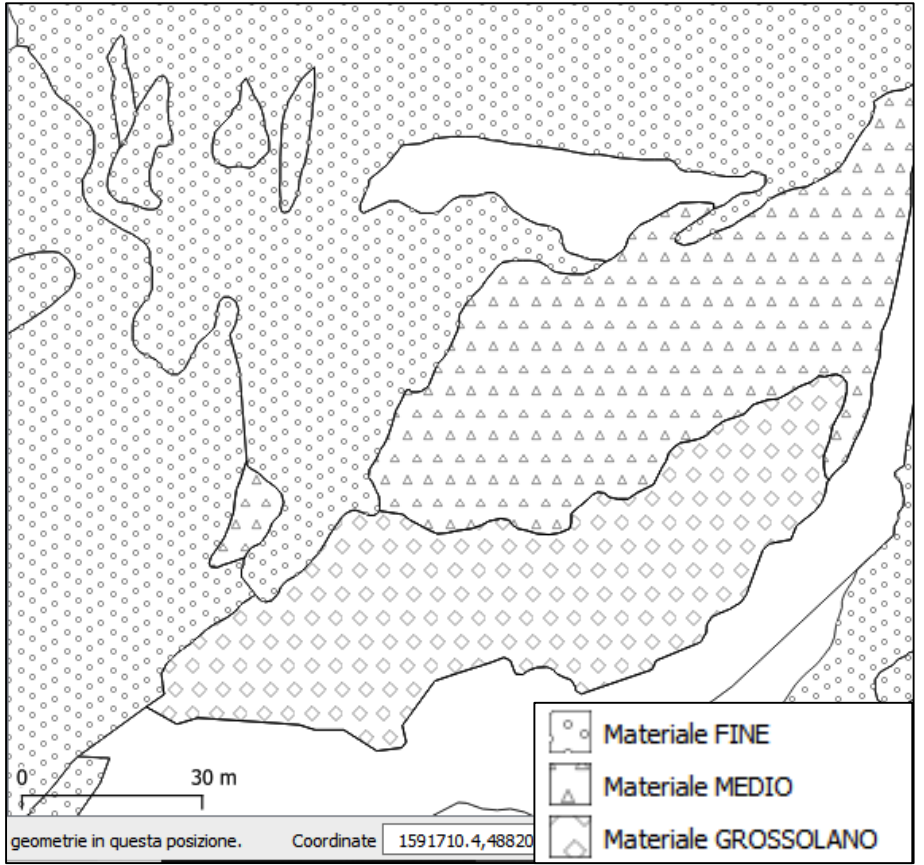 0 30 m
Materiale FINE
Materiale MEDIO
Materiale GROSSOLANO
geometrie in questa posizione. Coordinate 1591710.4,48820